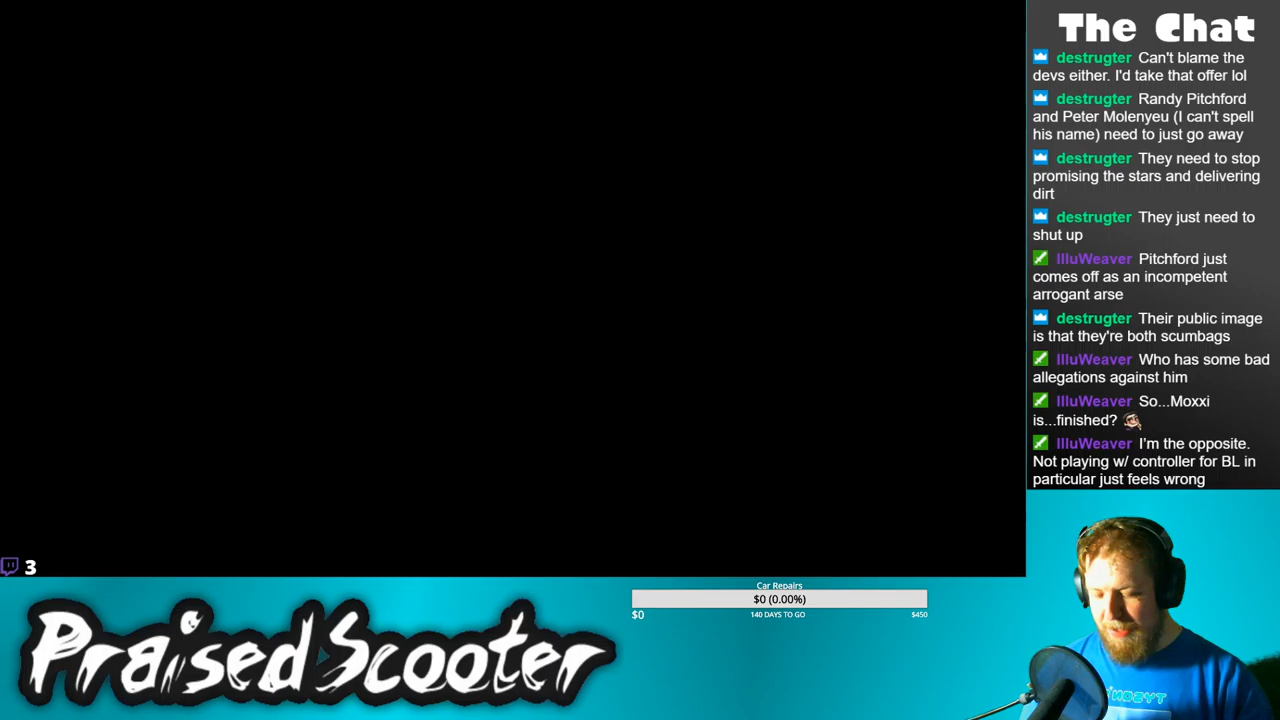 The Chat
destrugter Can't blame the
devs either. I'd take that offer lol
destrugter Randy Pitchford
and Peter Molenyeu (I can't spell
his name) need to just go away
destrugter They need to stop
promising the stars and delivering
dirt
destrugter They just need to
shut up
IlluWeaver Pitchford just
comes off as an incompetent
arrogant arse
destrugter Their public image
is that they're both scumbags
IlluWeaver Who has some bad
allegations against him
IlluWeaver So...Moxxi
is...finished?
IlluWeaver I'm the opposite.
Not playing w/ controller for BL in
particular just feels wrong
3
PraisedScooter
Car Repairs
$0 (0.00%)
$0 140 DAYS TO GO $450